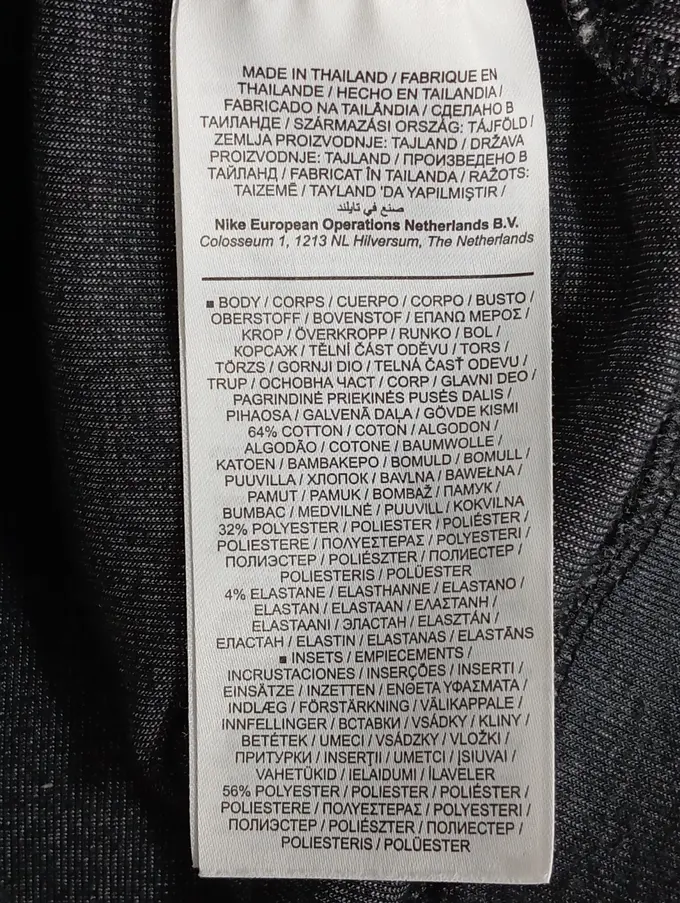 MADE IN THAILAND / FABRIQUE EN
THAILANDE / HECHO EN TAILANDIA /
FABRICADO NA TAILÂNDIA / СДЕЛАНО В
ТАИЛАНДЕ / SZÁRMAZÁSI ORSZÁG: TÁJFÖLD /
ZEMLJA PROIZVODNJE: TAJLAND / DRŽAVA
PROIZVODNJE: TAJLAND / ПРОИЗВЕДЕНО В
ТАЙЛАНД / FABRICAT ÎN TAILANDA / RAŽOTS:
TAIZEMĒ / TAYLAND 'DA YAPILMIŞTIR /
صنع في تايلند
Nike European Operations Netherlands B.V.
Colosseum 1, 1213 NL Hilversum, The Netherlands
■ BODY / CORPS / CUERPO / CORPO / BUSTO /
OBERSTOFF / BOVENSTOF / ΕΠΑΝΩ ΜΕΡΟΣ /
KROP / ÖVERKROPP / RUNKO / BOL /
КОРСАЖ / TĚLNÍ ČÁST ODĚVU / TORS /
TÖRZS / GORNJI DIO / TELNÁ ČASŤ ODEVU /
TRUP / ОСНОВНА ЧАСТ / CORP / GLAVNI DEO /
PAGRINDINĖ PRIEKINĖS PUSĖS DALIS /
PIHAOSA / GALVENĀ DAĻA / GÖVDE KISMI
64% COTTON / COTON / ALGODON /
ALGODÃO / COTONE / BAUMWOLLE /
KATOEN / ΒΑΜΒΑΚΕΡΟ / BOMULD / BOMULL /
PUUVILLA / ХЛОПОК / BAVLNA / BAWEŁNA /
PAMUT / PAMUK / BOMBAŽ / ПАМУК /
BUMBAC / MEDVILNĖ / PUUVILL / KOKVILNA
32% POLYESTER / POLIESTER / POLIÉSTER /
POLIESTERE / ΠΟΛΥΕΣΤΕΡΑΣ / POLYESTERI /
ПОЛИЭСТЕР / POLIÉSZTER / ПОЛИЕСТЕР /
POLIESTERIS / POLÜESTER
4% ELASTANE / ELASTHANNE / ELASTANO /
ELASTAN / ELASTAAN / ΕΛΑΣΤΑΝΗ /
ELASTAANI / ЭЛАСТАН / ELASZTÁN /
ЕЛАСТАН / ELASTIN / ELASTANAS / ELASTĀNS
■ INSETS / EMPIECEMENTS /
INCRUSTACIONES / INSERÇÕES / INSERTI /
EINSÄTZE / INZETTEN / ΕΝΘΕΤΑ ΥΦΑΣΜΑΤΑ /
INDLÆG / FÖRSTÄRKNING / VÄLIKAPPALE /
INNFELLINGER / ВСТАВКИ / VSÁDKY / KLINY /
BETÉTEK / UMECI / VSÁDZKY / VLOŽKI /
ПРИТУРКИ / INSERŢII / UMETCI / ĮSIUVAI /
VAHETÜKID / IELAIDUMI / İLAVELER
56% POLYESTER / POLIESTER / POLIÉSTER /
POLIESTERE / ΠΟΛΥΕΣΤΕΡΑΣ / POLYESTERI /
ПОЛИЭСТЕР / POLIÉSZTER / ПОЛИЕСТЕР /
POLIESTERIS / POLÜESTER